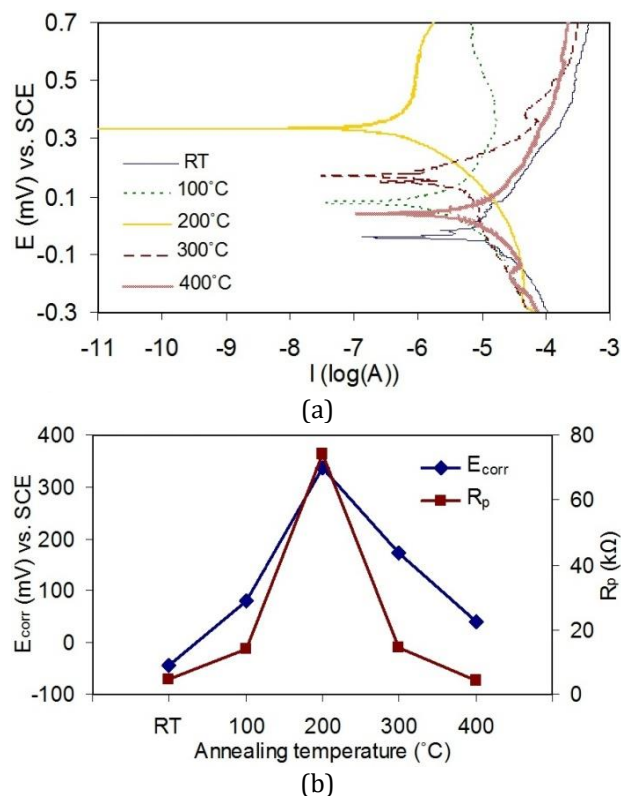 0.7
0.5
0.3
0.1
-0.1
-0.3
E (mV) vs. SCE
RT
100˚C
200˚C
300˚C
400˚C
-11 -10 -9 -8 -7 -6 -5 -4 -3
I (log(A))
(a)
400
300
200
100
0
-100
Ecorr (mV) vs. SCE
Ecorr
Rp
80
60
40
20
0
Rp (kΩ)
RT 100 200 300 400
Annealing temperature (˚C)
(b)